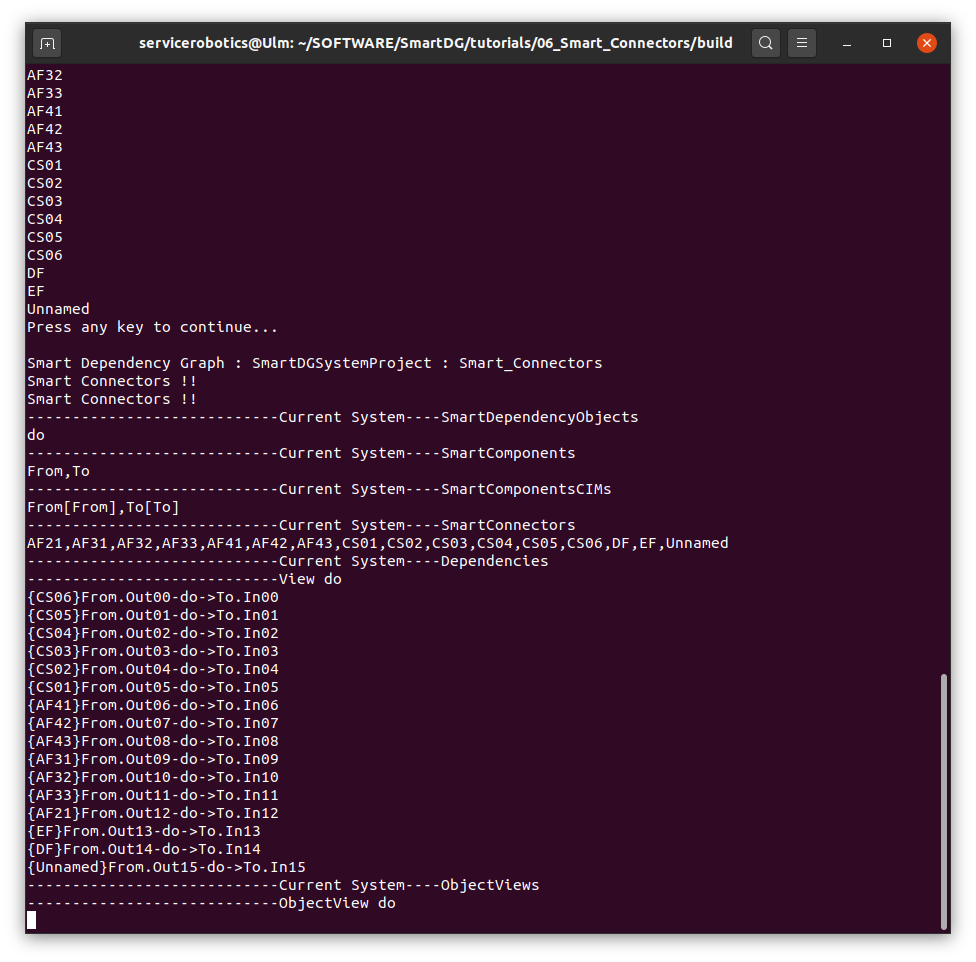 servicerobotics@Ulm: ~/SOFTWARE/SmartDG/tutorials/06_Smart_Connectors/build
AF32
AF33
AF41
AF42
AF43
CS01
CS02
CS03
CS04
CS05
CS06
DF
EF
Unnamed
Press any key to continue...
Smart Dependency Graph : SmartDGSystemProject : Smart_Connectors
Smart Connectors !!
Smart Connectors !!
----------------------------Current System----SmartDependencyObjects
do
----------------------------Current System----SmartComponents
From,To
----------------------------Current System----SmartComponentsCIMs
From[From],To[To]
----------------------------Current System----SmartConnectors
AF21,AF31,AF32,AF33,AF41,AF42,AF43,CS01,CS02,CS03,CS04,CS05,CS06,DF,EF,Unnamed
----------------------------Current System----Dependencies
----------------------------View do
{CS06}From.Out00-do->To.In00
{CS05}From.Out01-do->To.In01
{CS04}From.Out02-do->To.In02
{CS03}From.Out03-do->To.In03
{CS02}From.Out04-do->To.In04
{CS01}From.Out05-do->To.In05
{AF41}From.Out06-do->To.In06
{AF42}From.Out07-do->To.In07
{AF43}From.Out08-do->To.In08
{AF31}From.Out09-do->To.In09
{AF32}From.Out10-do->To.In10
{AF33}From.Out11-do->To.In11
{AF21}From.Out12-do->To.In12
{EF}From.Out13-do->To.In13
{DF}From.Out14-do->To.In14
{Unnamed}From.Out15-do->To.In15
----------------------------Current System----ObjectViews
----------------------------ObjectView do